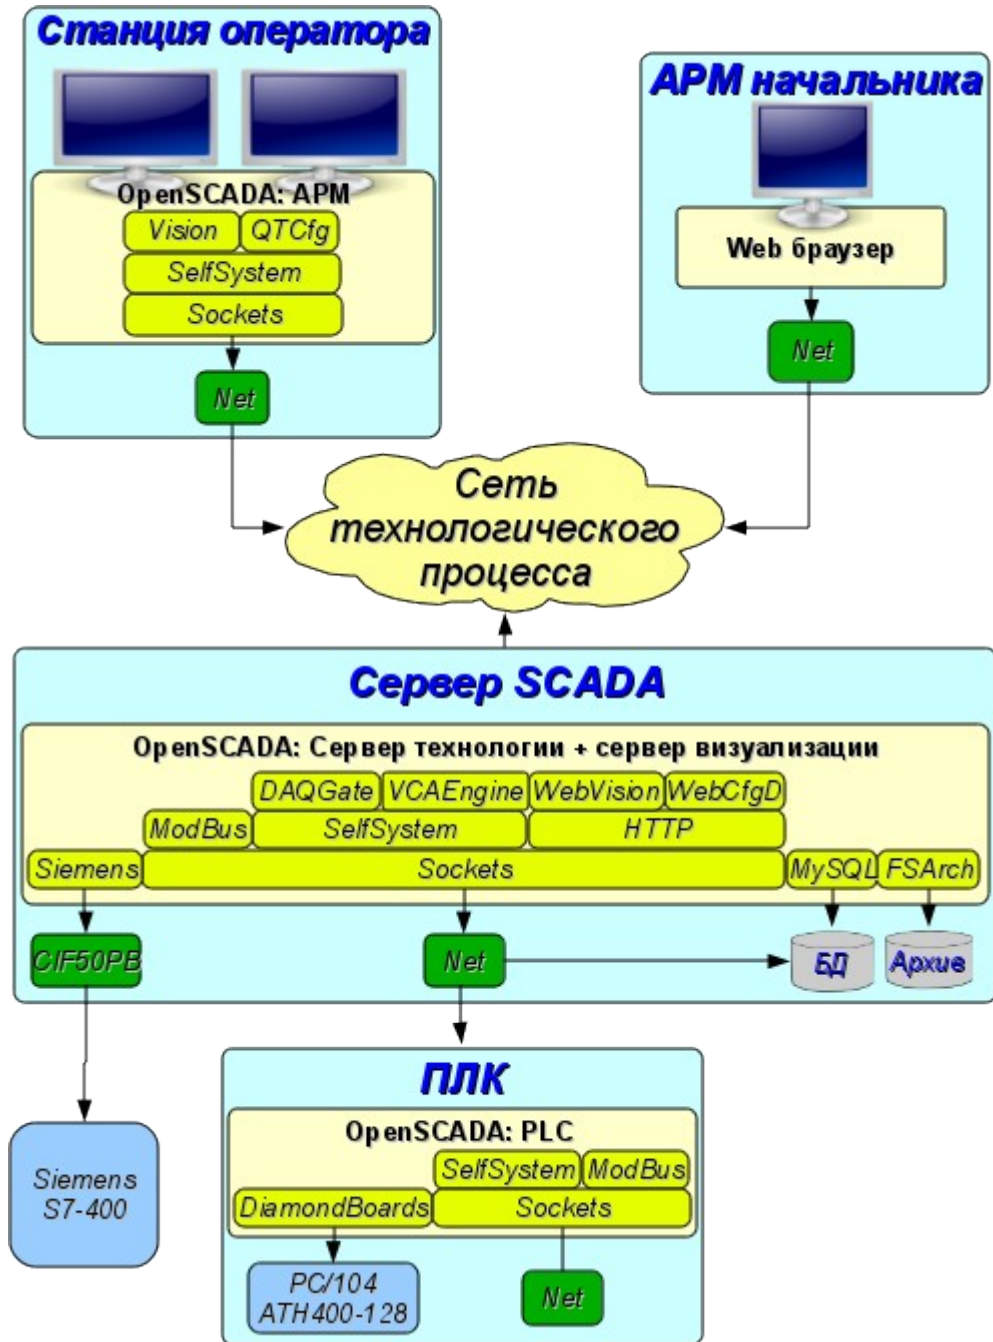 Станция оператора
OpenSCADA: АРМ
Vision
QTCfg
SelfSystem
Sockets
Net
АРМ начальника
Web браузер
Net
Сеть
технологического
процесса
Сервер SCADA
OpenSCADA: Сервер технологии + сервер визуализации
DAQGate
VCAEngine
WebVision
WebCfgD
ModBus
SelfSystem
HTTP
Siemens
Sockets
MySQL
FSArch
CIF50PB
Net
БД
Архив
ПЛК
OpenSCADA: PLC
SelfSystem
ModBus
DiamondBoards
Sockets
Siemens
S7-400
PC/104
ATH400-128
Net